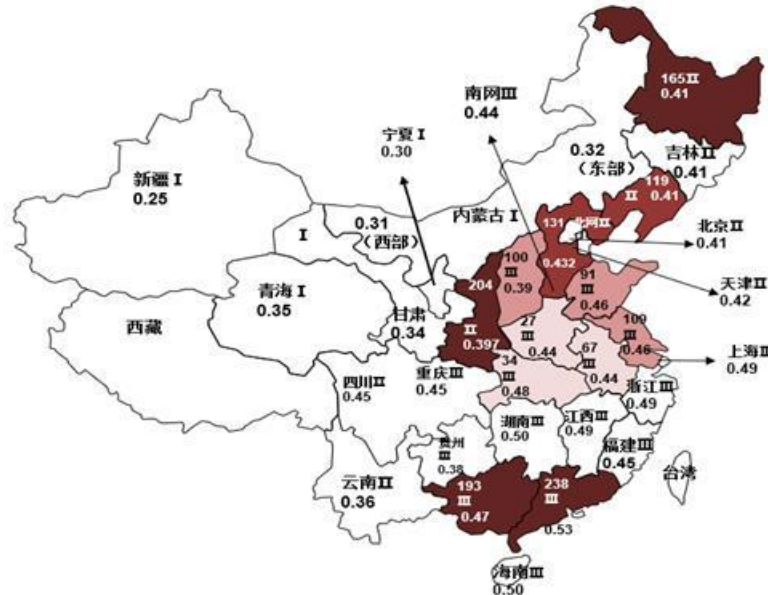 165Ⅱ
0.41
南网Ⅲ
0.44
宁夏Ⅰ
0.30
0.32
（东部）
吉林Ⅱ
0.41
新疆Ⅰ
0.25
119
Ⅱ
0.41
Ⅰ
0.31
（西部）
内蒙古Ⅰ
131
北网Ⅱ
0.432
北京Ⅱ
0.41
100
Ⅲ
0.39
91
Ⅲ
0.46
天津Ⅱ
0.42
青海Ⅰ
0.35
204
Ⅱ
0.397
甘肃
0.34
西藏
27
Ⅲ
0.44
109
Ⅲ
0.46
67
Ⅲ
0.44
上海Ⅲ
0.49
四川Ⅱ
0.45
重庆Ⅲ
0.45
34
Ⅲ
0.48
浙江Ⅲ
0.49
湖南Ⅲ
0.50
江西Ⅲ
0.49
福建Ⅲ
0.45
贵州
Ⅲ
0.38
台湾
云南Ⅱ
0.36
193
Ⅲ
0.47
238
Ⅲ
0.53
海南Ⅲ
0.50